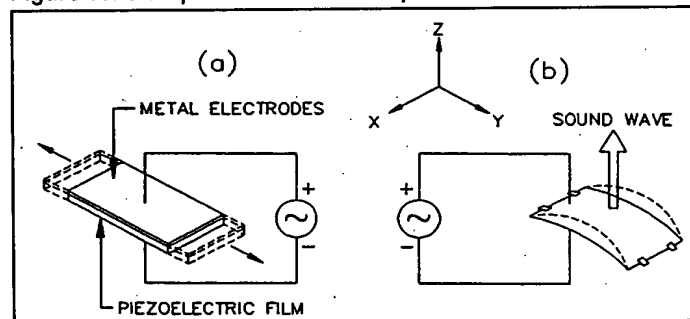 (a)
METAL ELECTRODES
PIEZOELECTRIC FILM
+
~
−
Z
X
Y
(b)
SOUND WAVE
+
~
−